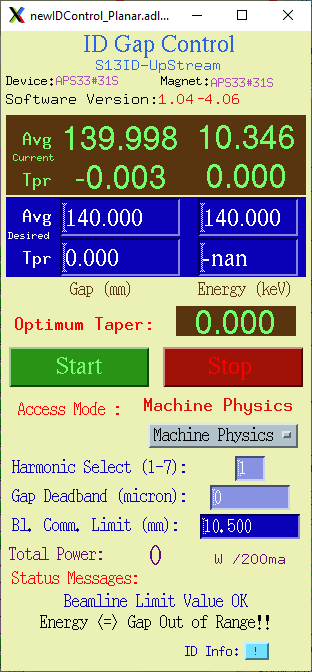 newIDControl_Planar.adl...
ID Gap Control
S13ID-UpStream
Device:APS33#31S Magnet:APS33#31S
Software Version:1.04-4.06
Avg 139.998 10.346
Current
Tpr -0.003 0.000
Avg 140.000 140.000
Desired
Tpr 0.000 -nan
Gap (mm) Energy (keV)
Optimum Taper: 0.000
Start Stop
Access Mode : Machine Physics
Machine Physics
Harmonic Select (1-7): 1
Gap Deadband (micron): 0
Bl. Comm. Limit (mm): 10.500
Total Power: 0 W /200ma
Status Messages:
Beamline Limit Value OK
Energy <=> Gap Out of Range!!
ID Info: !